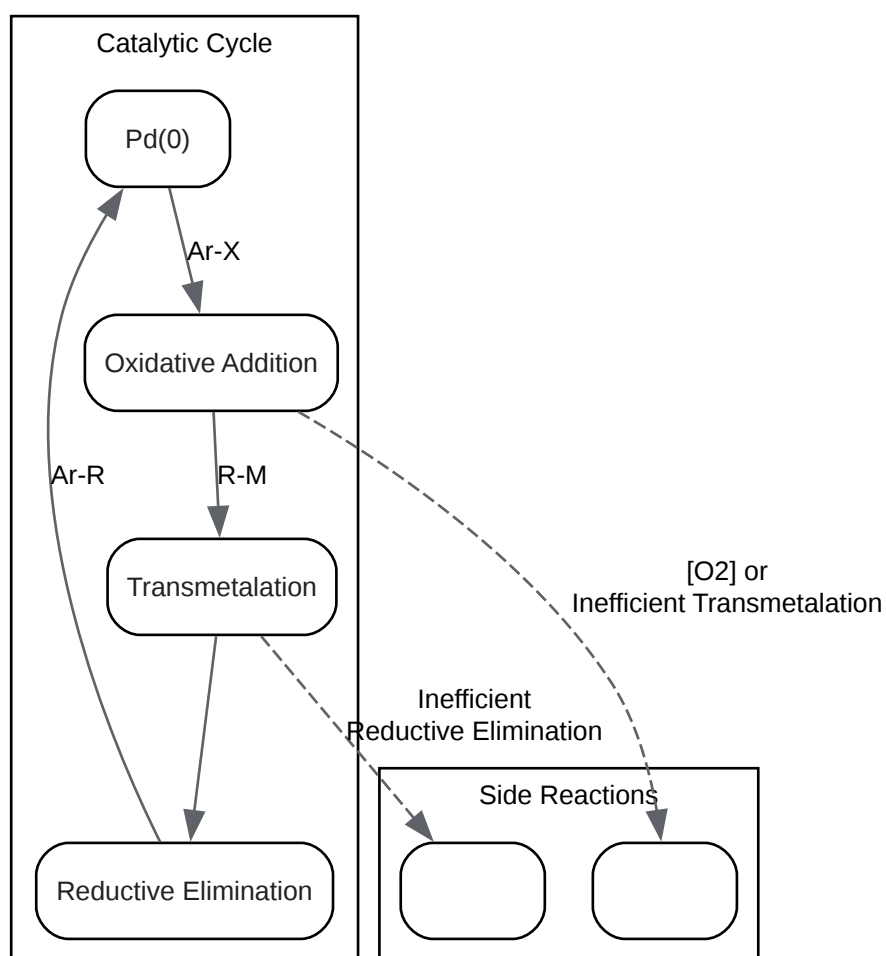 Catalytic Cycle
Pd(0)
Ar-X
Oxidative Addition
Ar-R
R-M
Transmetalation
[O2] or
Inefficient Transmetalation
Inefficient
Reductive Elimination
Side Reactions
Reductive Elimination